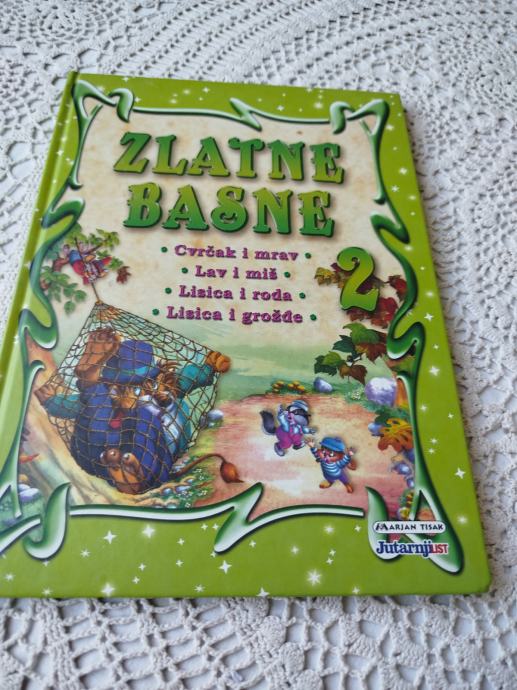 ZLATNE
BASNE
2
• Cvrčak i mrav •
• Lav i miš •
• Lisica i roda •
• Lisica i grožđe •
MARJAN TISAK
Jutarnji LIST